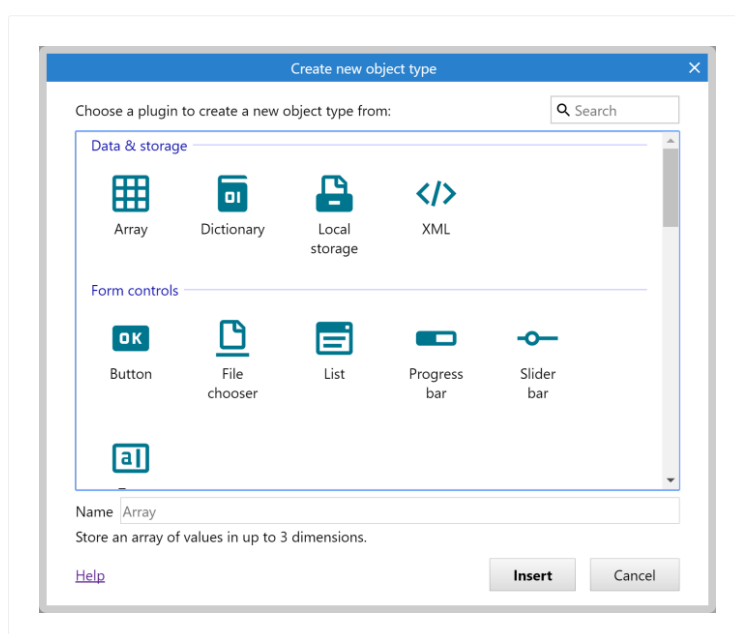 Create new object type
Choose a plugin to create a new object type from:
Search
Data & storage
Array
Dictionary
Local
storage
XML
Form controls
OK
Button
File
chooser
List
Progress
bar
Slider
bar
a
Name Array
Store an array of values in up to 3 dimensions.
Help
Insert
Cancel